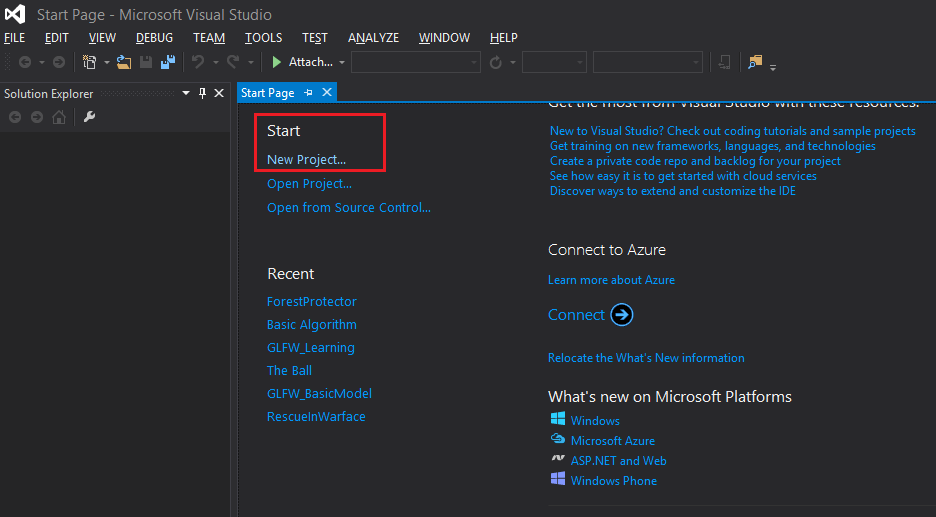 Start Page - Microsoft Visual Studio
FILE EDIT VIEW DEBUG TEAM TOOLS TEST ANALYZE WINDOW HELP
Attach...
Solution Explorer
Start Page
Start
New Project...
Open Project...
Open from Source Control...
Recent
ForestProtector
Basic Algorithm
GLFW_Learning
The Ball
GLFW_BasicModel
RescueInWarface
Get the most from Visual Studio with these resources:
New to Visual Studio? Check out coding tutorials and sample projects
Get training on new frameworks, languages, and technologies
Create a private code repo and backlog for your project
See how easy it is to get started with cloud services
Discover ways to extend and customize the IDE
Connect to Azure
Learn more about Azure
Connect
Relocate the What's New information
What's new on Microsoft Platforms
Windows
Microsoft Azure
ASP.NET and Web
Windows Phone